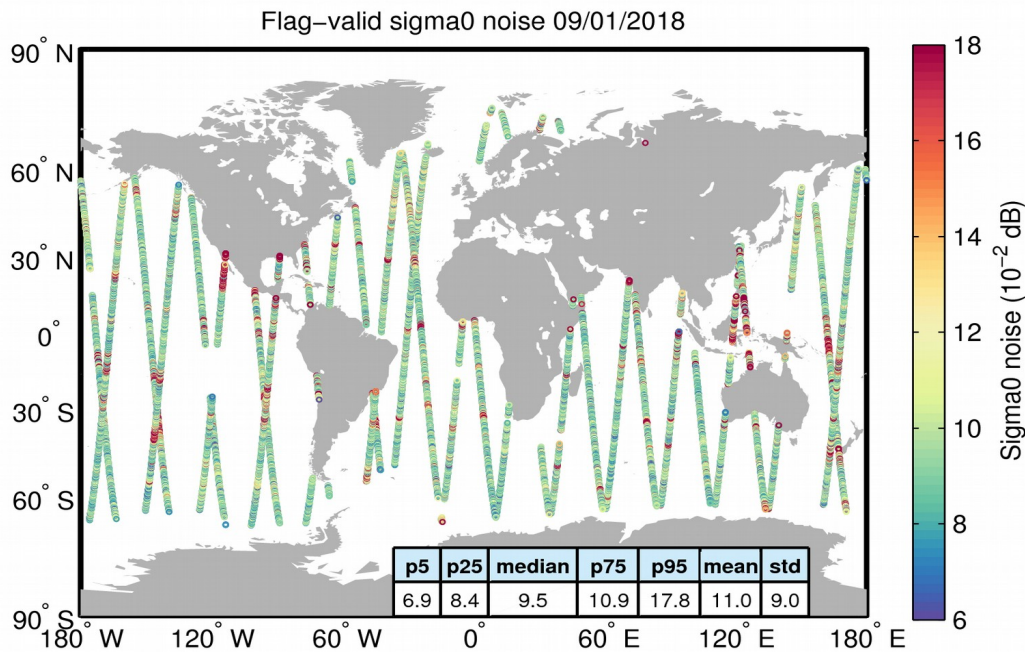 Flag-valid sigma0 noise 09/01/2018
90° N
60° N
30° N
0°
30° S
60° S
90° S
180° W
120° W
60° W
0°
60° E
120° E
180° E
p5 p25 median p75 p95 mean std
6.9 8.4 9.5 10.9 17.8 11.0 9.0
18
16
14
12
10
8
6
Sigma0 noise (10⁻² dB)